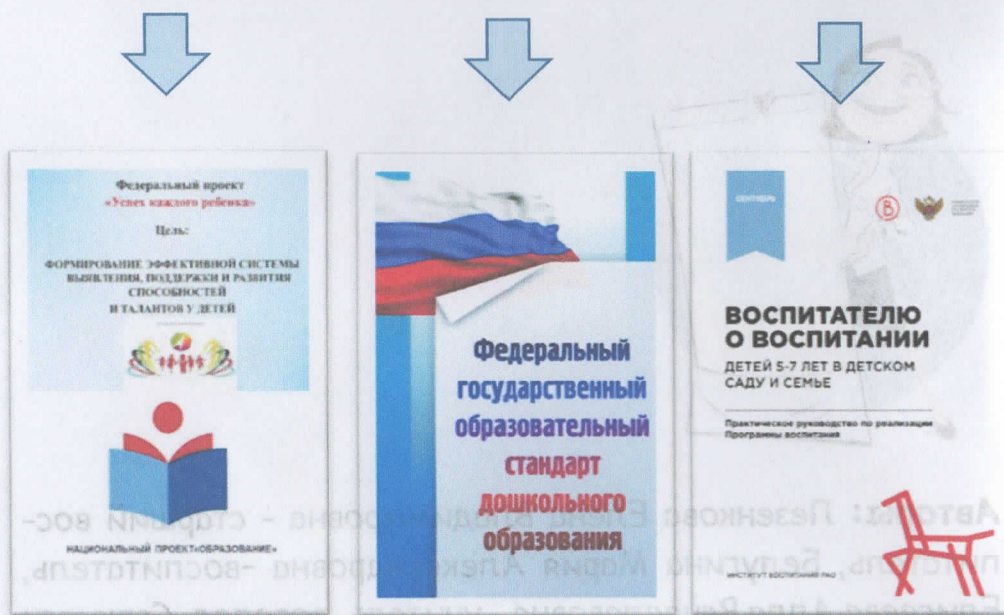 Федеральный проект
«Успех каждого ребенка»
Цель:
ФОРМИРОВАНИЕ ЭФФЕКТИВНОЙ СИСТЕМЫ
ВЫЯВЛЕНИЯ, ПОДДЕРЖКИ И РАЗВИТИЯ
СПОСОБНОСТЕЙ
И ТАЛАНТОВ У ДЕТЕЙ
НАЦИОНАЛЬНЫЙ ПРОЕКТ«ОБРАЗОВАНИЕ»
Федеральный
государственный
образовательный
стандарт
дошкольного
образования
СЕНТЯБРЬ
В
ВОСПИТАТЕЛЮ
О ВОСПИТАНИИ
ДЕТЕЙ 5-7 ЛЕТ В ДЕТСКОМ
САДУ И СЕМЬЕ
Практическое руководство по реализации
Программы воспитания
ИНСТИТУТ ВОСПИТАНИЯ РАО
Авторы: Лезенкова Елена Владимировна - старший вос-
питатель, Белугина Мария Александровна -воспитатель,